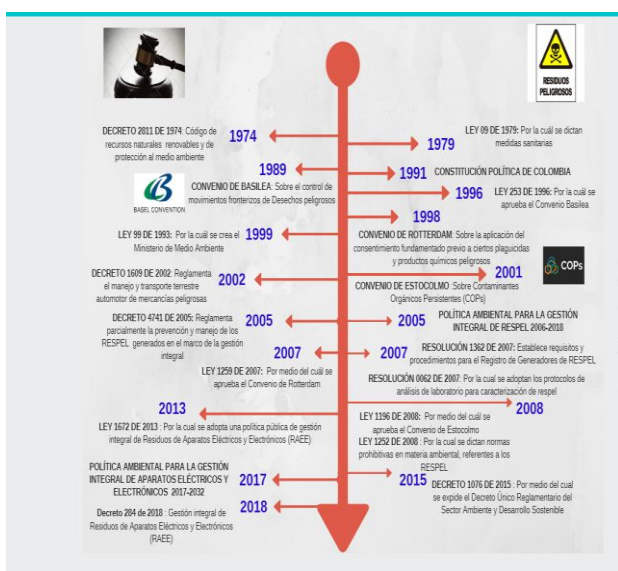 RESIDUOS
PELIGROSOS
DECRETO 2811 DE 1974: Código de
recursos naturales renovables y de
protección al medio ambiente
1974
LEY 09 DE 1979: Por la cuál se dictan
medidas sanitarias
1979
1989
CONVENIO DE BASILEA: Sobre el control de
movimientos fronterizos de Desechos peligrosos
BASEL CONVENTION
1991
CONSTITUCIÓN POLÍTICA DE COLOMBIA
1996
LEY 253 DE 1996: Por la cuál se
aprueba el Convenio Basilea
1998
CONVENIO DE ROTTERDAM: Sobre la aplicación del
consentimiento fundamentado previo a ciertos plaguicidas
y productos químicos peligrosos
LEY 99 DE 1993: Por la cuál se crea el
Ministerio de Medio Ambiente
1999
DECRETO 1609 DE 2002: Reglamenta
el manejo y transporte terrestre
automotor de mercancías peligrosas
2002
2001
COPs
CONVENIO DE ESTOCOLMO :Sobre Contaminantes
Orgánicos Persistentes (COPs)
DECRETO 4741 DE 2005: Reglamenta
parcialmente la prevención y manejo de los
RESPEL generados en el marco de la gestión
integral
2005
2005
POLÍTICA AMBIENTAL PARA LA GESTIÓN
INTEGRAL DE RESPEL 2006-2018
2007
LEY 1259 DE 2007: Por medio del cuál se
aprueba el Convenio de Rotterdam
2007
RESOLUCIÓN 1362 DE 2007: Establece requisitos y
procedimientos para el Registro de Generadores de RESPEL
RESOLUCIÓN 0062 DE 2007: Por la cual se adoptan los protocolos de
análisis de laboratorio para caracterización de respel
2013
LEY 1672 DE 2013 : Por la cual se adopta una política pública de gestión
integral de Residuos de Aparatos Eléctricos y Electrónicos (RAEE)
2008
LEY 1196 DE 2008: Por medio del cuál se
aprueba el Convenio de Estocolmo
LEY 1252 DE 2008 : Por la cual se dictan normas
prohibitivas en materia ambiental, referentes a los
RESPEL
POLÍTICA AMBIENTAL PARA LA GESTIÓN
INTEGRAL DE APARATOS ELÉCTRICOS Y
ELECTRÓNICOS 2017-2032
2017
2015
DECRETO 1076 DE 2015 : Por medio del cual
se expide el Decreto Único Reglamentario del
Sector Ambiente y Desarrollo Sostenible
Decreto 284 de 2018 : Gestión integral de
Residuos de Aparatos Eléctricos y Electrónicos
(RAEE)
2018